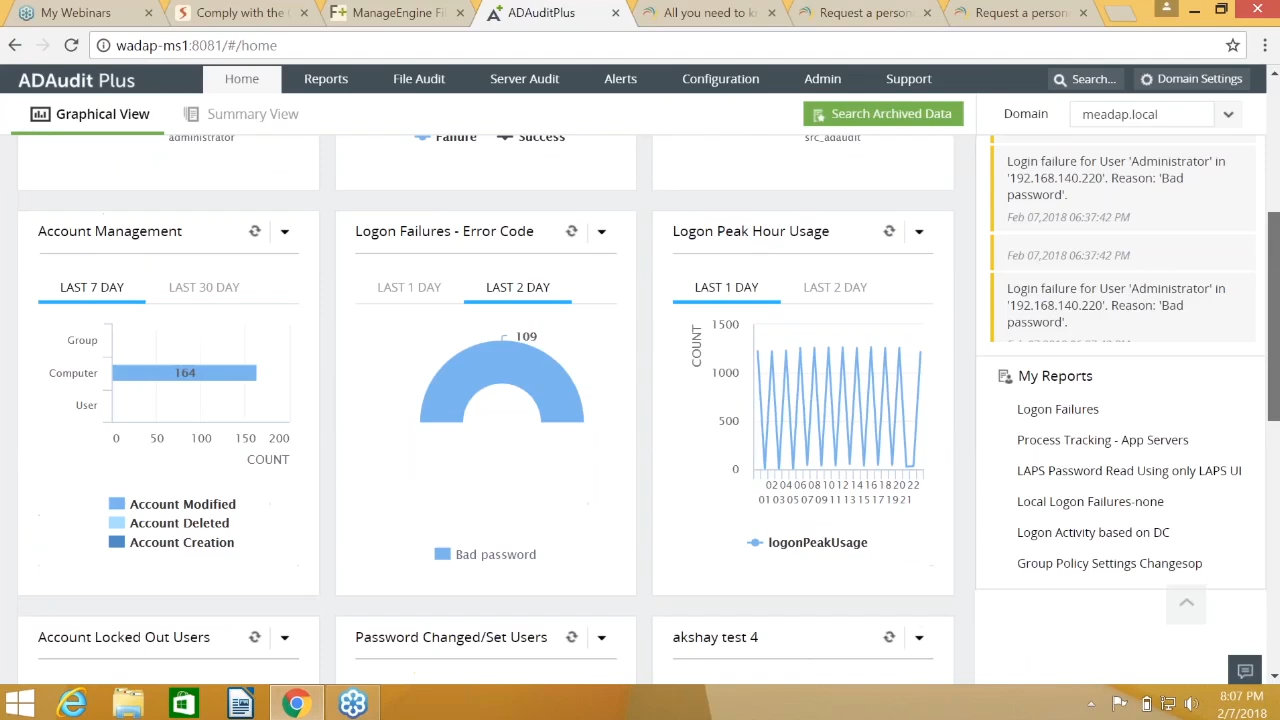 My Webinars
Comply with the G
ManageEngine Fi
ADAuditPlus
All you need to k
Request a person
Request a person
wadap-ms1:8081/#/home
ADAudit Plus
Home
Reports
File Audit
Server Audit
Alerts
Configuration
Admin
Support
Search...
Domain Settings
Graphical View
Summary View
Search Archived Data
Domain
meadap.local
administrator
Failure
Success
src_adaudit
Login failure for User 'Administrator' in
'192.168.140.220'. Reason: 'Bad
password'.
Feb 07,2018 06:37:42 PM
Feb 07,2018 06:37:42 PM
Login failure for User 'Administrator' in
'192.168.140.220'. Reason: 'Bad
password'.
Account Management
LAST 7 DAY
LAST 30 DAY
Group
Computer
User
164
0 50 100 150 200
COUNT
Account Modified
Account Deleted
Account Creation
Logon Failures - Error Code
LAST 1 DAY
LAST 2 DAY
109
Bad password
Logon Peak Hour Usage
LAST 1 DAY
LAST 2 DAY
COUNT
1500
1000
500
0
02 04 06 08 10 12 14 16 18 20 22
01 03 05 07 09 11 13 15 17 19 21
logonPeakUsage
My Reports
Logon Failures
Process Tracking - App Servers
LAPS Password Read Using only LAPS UI
Local Logon Failures-none
Logon Activity based on DC
Group Policy Settings Changesop
Account Locked Out Users
Password Changed/Set Users
akshay test 4
8:07 PM
2/7/2018